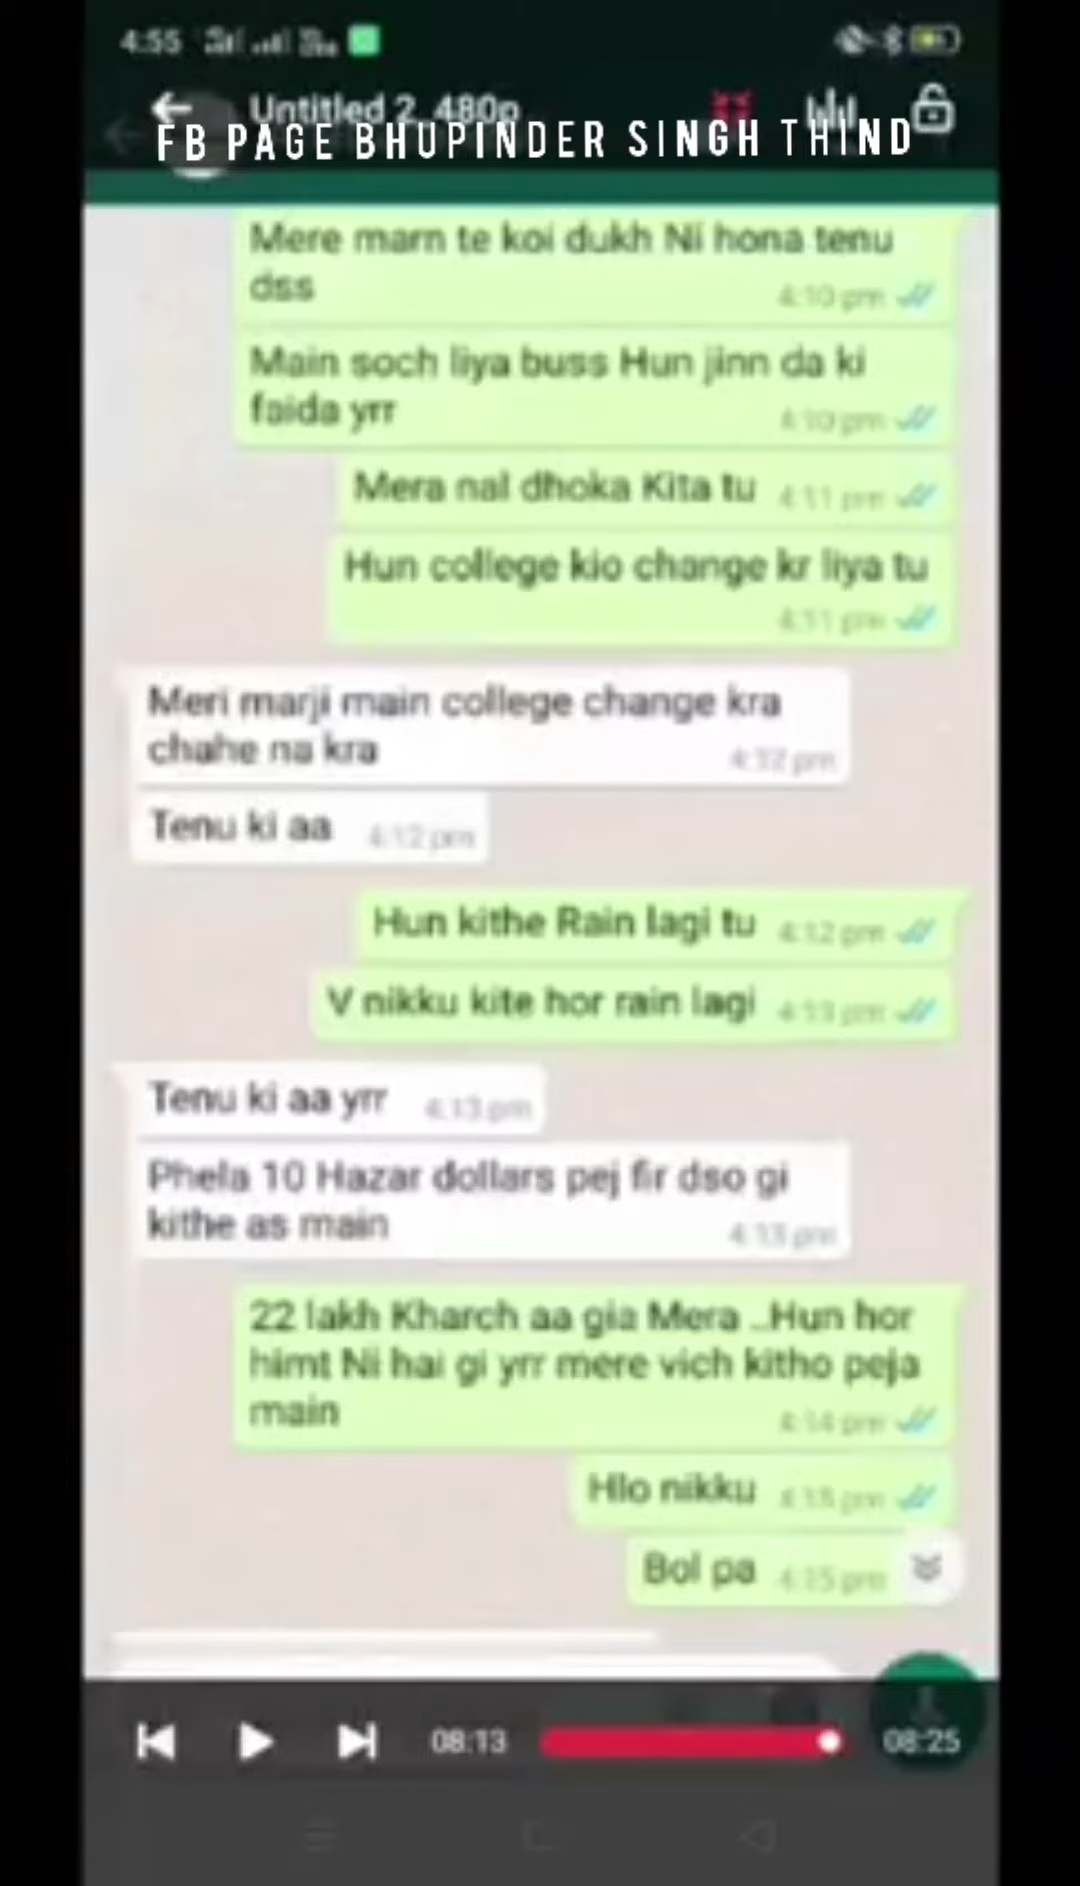 4:55
Untitled 2_480p
FB PAGE BHUPINDER SINGH THIND
Mere marn te koi dukh Ni hona tenu
dss 4:10 pm
Main soch liya buss Hun jinn da ki
faida yrr 4:10 pm
Mera nal dhoka Kita tu 4:11 pm
Hun college kio change kr liya tu
4:11 pm
Meri marji main college change kra
chahe na kra 4:12 pm
Tenu ki aa 4:12 pm
Hun kithe Rain lagi tu 4:12 pm
V nikku kite hor rain lagi 4:13 pm
Tenu ki aa yrr 4:13 pm
Phela 10 Hazar dollars pej fir dso gi
kithe as main 4:13 pm
22 lakh Kharch aa gia Mera ..Hun hor
himt Ni hai gi yrr mere vich kitho peja
main 4:14 pm
Hlo nikku 4:15 pm
Bol pa 4:15 pm
08:13 08:25